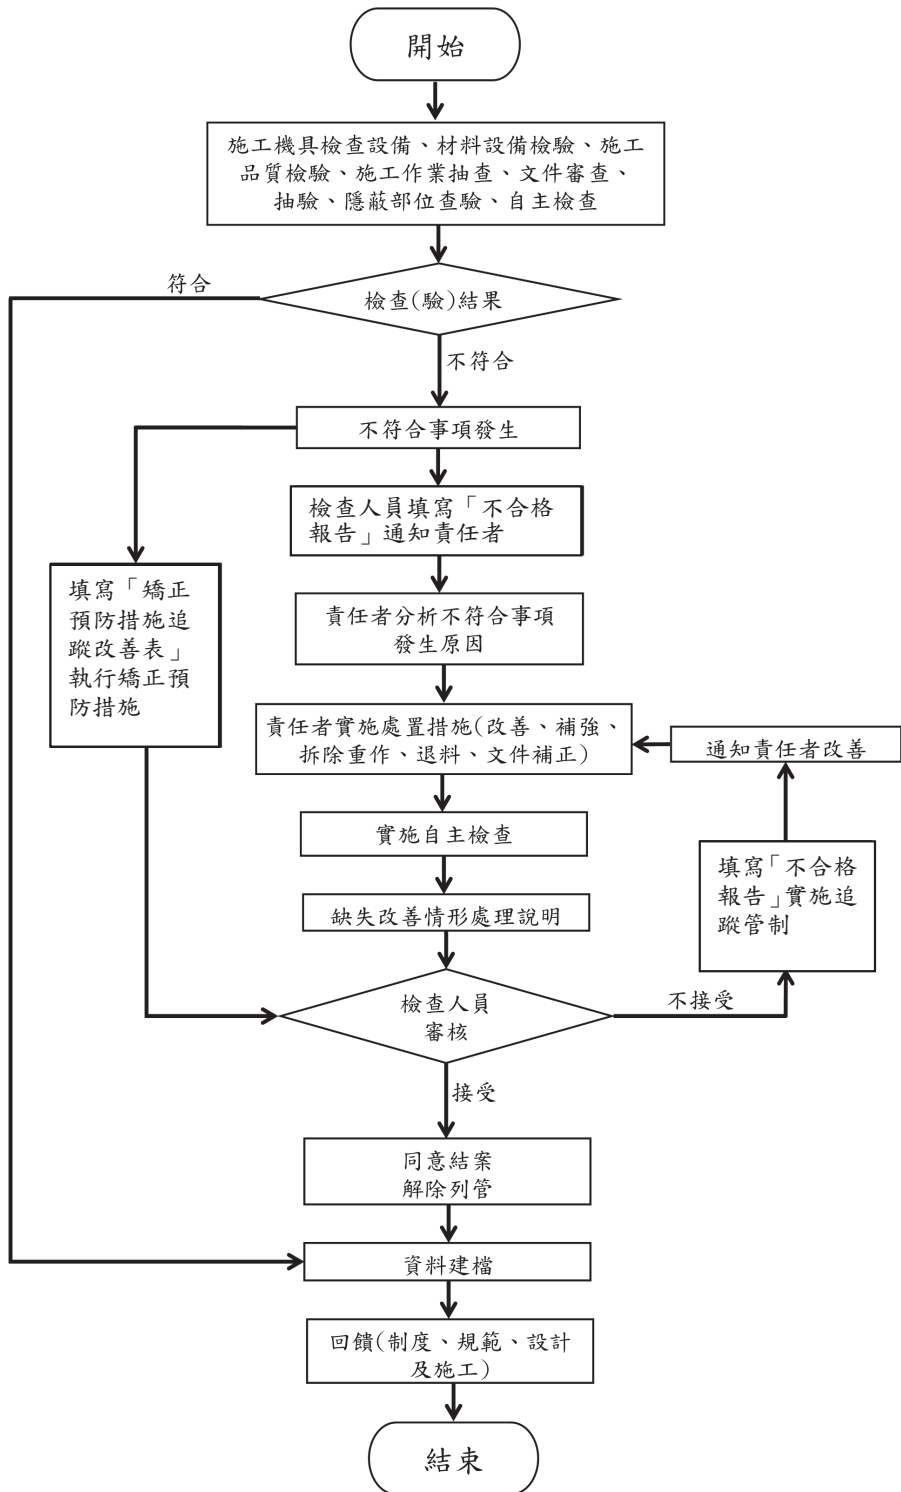 開始
施工機具檢查設備、材料設備檢驗、施工
品質檢驗、施工作業抽查、文件審查、
抽驗、隱蔽部位查驗、自主檢查
符合
檢查(驗)結果
不符合
不符合事項發生
檢查人員填寫「不合格
報告」通知責任者
填寫「矯正
預防措施追
蹤改善表」
執行矯正預
防措施
責任者分析不符合事項
發生原因
責任者實施處置措施(改善、補強、
拆除重作、退料、文件補正)
通知責任者改善
實施自主檢查
填寫「不合格
報告」實施追
蹤管制
缺失改善情形處理說明
檢查人員
審核
不接受
接受
同意結案
解除列管
資料建檔
回饋(制度、規範、設計
及施工)
結束